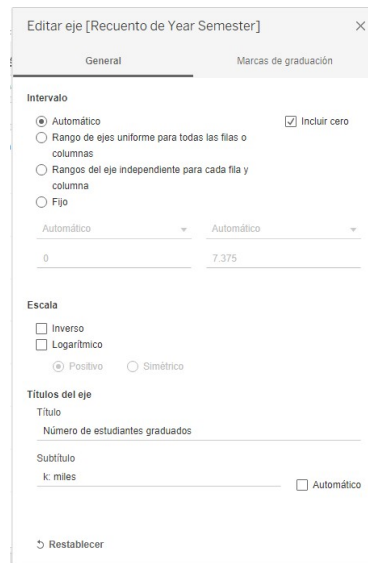 Editar eje [Recuento de Year Semester]
General Marcas de graduación
Intervalo
Automático Incluir cero
Rango de ejes uniforme para todas las filas o
columnas
Rangos del eje independiente para cada fila y
columna
Fijo
Automático Automático
0 7.375
Escala
Inverso
Logarítmico
Positivo Simétrico
Títulos del eje
Título
Número de estudiantes graduados
Subtítulo
k: miles
Automático
Restablecer